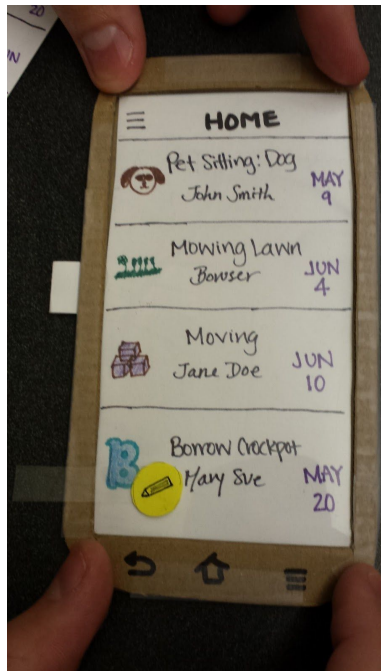 20
HOME
Pet Sitting: Dog
John Smith
MAY
9
Mowing Lawn
Bowser
JUN
4
Moving
Jane Doe
JUN
10
B
Borrow Crockpot
Mary Sue
MAY
20